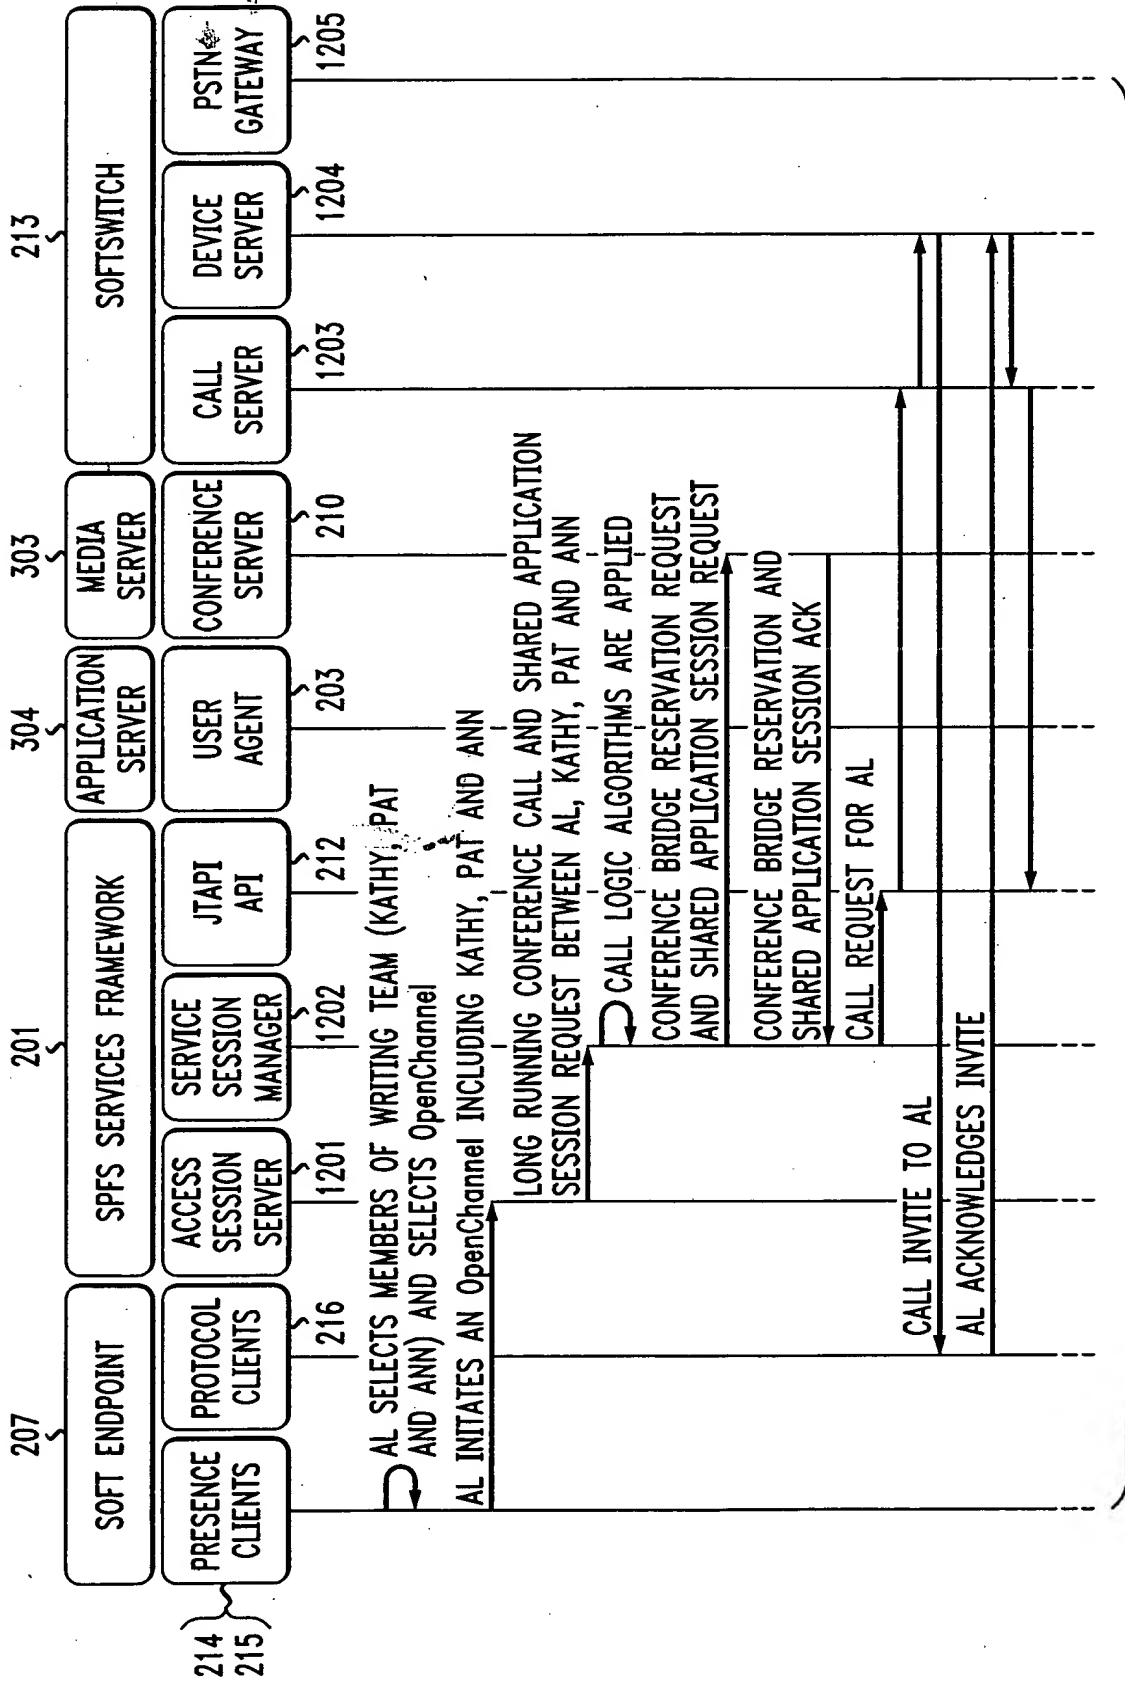 207
201
304
303
213
SOFT ENDPOINT
SPFS SERVICES FRAMEWORK
APPLICATION
SERVER
MEDIA
SERVER
SOFTSWITCH
214
215
PRESENCE
CLIENTS
PROTOCOL
CLIENTS
216
ACCESS
SESSION
SERVER
1201
SERVICE
SESSION
MANAGER
1202
JTAPI
API
212
USER
AGENT
203
CONFERENCE
SERVER
210
CALL
SERVER
1203
DEVICE
SERVER
1204
PSTN
GATEWAY
1205
AL SELECTS MEMBERS OF WRITING TEAM (KATHY, PAT
AND ANN) AND SELECTS OpenChannel
AL INITATES AN OpenChannel INCLUDING KATHY, PAT AND ANN
LONG RUNNING CONFERENCE CALL AND SHARED APPLICATION
SESSION REQUEST BETWEEN AL, KATHY, PAT AND ANN
CALL LOGIC ALGORITHMS ARE APPLIED
CONFERENCE BRIDGE RESERVATION REQUEST
AND SHARED APPLICATION SESSION REQUEST
CONFERENCE BRIDGE RESERVATION AND
SHARED APPLICATION SESSION ACK
CALL REQUEST FOR AL
CALL INVITE TO AL
AL ACKNOWLEDGES INVITE